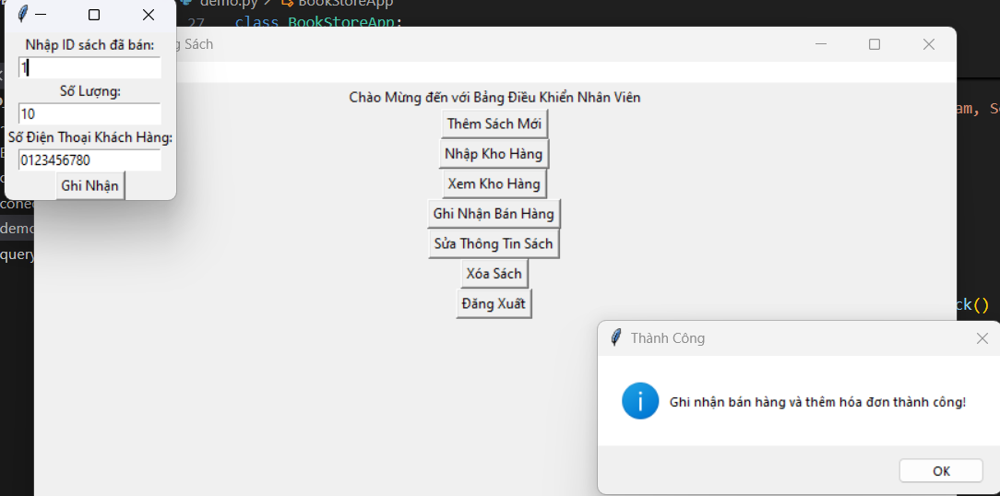 demo.py > BookStoreApp
27 class BookStoreApp:
Sách
Nhập ID sách đã bán:
1
Số Lượng:
10
Số Điện Thoại Khách Hàng:
0123456780
Ghi Nhận
Chào Mừng đến với Bảng Điều Khiển Nhân Viên
Thêm Sách Mới
Nhập Kho Hàng
Xem Kho Hàng
Ghi Nhận Bán Hàng
Sửa Thông Tin Sách
Xóa Sách
Đăng Xuất
conec
demo
query
am, S
ck()
Thành Công
Ghi nhận bán hàng và thêm hóa đơn thành công!
OK